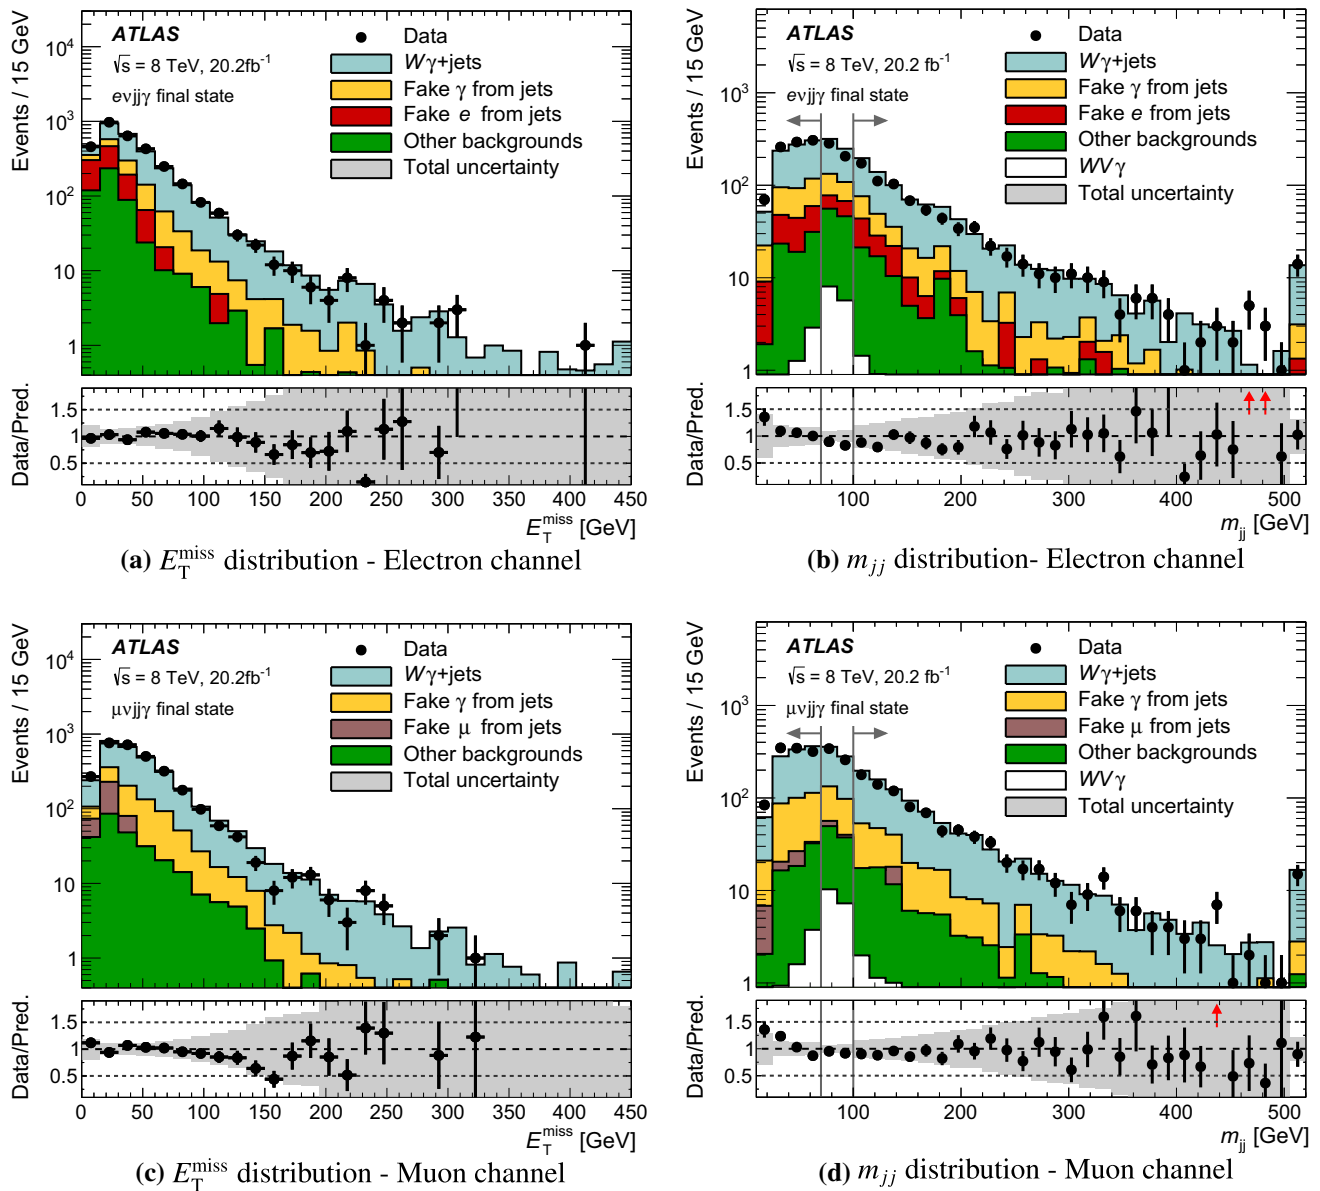 Events / 15 GeV
10⁴
10³
10²
10
1
ATLAS
√s = 8 TeV, 20.2fb⁻¹
eνjjγ final state
Data
Wγ+jets
Fake γ from jets
Fake e from jets
Other backgrounds
Total uncertainty
Data/Pred.
1.5
1
0.5
0 50 100 150 200 250 300 350 400 450
E_T^miss [GeV]
(a) E_T^miss distribution - Electron channel
Events / 15 GeV
10³
10²
10
1
ATLAS
√s = 8 TeV, 20.2 fb⁻¹
eνjjγ final state
Data
Wγ+jets
Fake γ from jets
Fake e from jets
Other backgrounds
WVγ
Total uncertainty
Data/Pred.
1.5
1
0.5
100 200 300 400 500
m_jj [GeV]
(b) m_jj distribution- Electron channel
Events / 15 GeV
10⁴
10³
10²
10
1
ATLAS
√s = 8 TeV, 20.2fb⁻¹
μνjjγ final state
Data
Wγ+jets
Fake γ from jets
Fake μ from jets
Other backgrounds
Total uncertainty
Data/Pred.
1.5
1
0.5
0 50 100 150 200 250 300 350 400 450
E_T^miss [GeV]
(c) E_T^miss distribution - Muon channel
Events / 15 GeV
10³
10²
10
1
ATLAS
√s = 8 TeV, 20.2 fb⁻¹
μνjjγ final state
Data
Wγ+jets
Fake γ from jets
Fake μ from jets
Other backgrounds
WVγ
Total uncertainty
Data/Pred.
1.5
1
0.5
100 200 300 400 500
m_jj [GeV]
(d) m_jj distribution - Muon channel